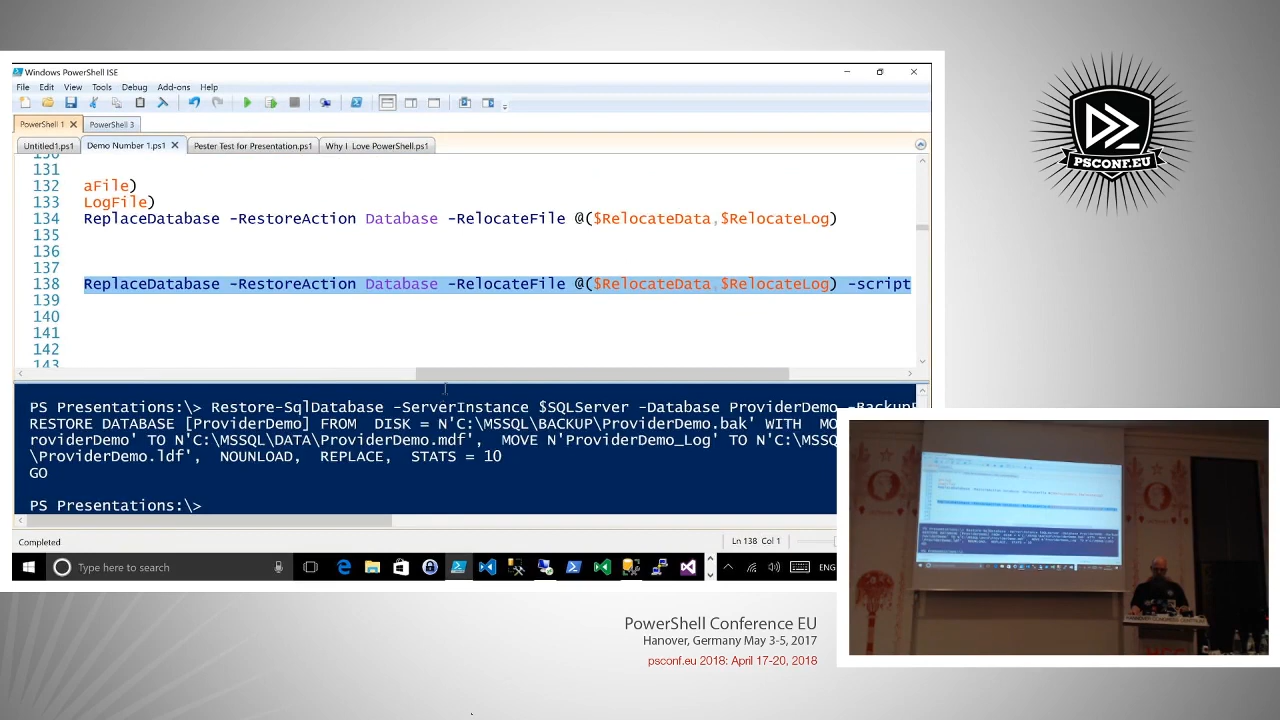 Windows PowerShell ISE
File Edit View Tools Debug Add-ons Help
PowerShell 1 PowerShell 3
Untitled1.ps1 Demo Number 1.ps1 Pester Test for Presentation.ps1 Why I Love PowerShell.ps1
130
131
132 aFile)
133 LogFile)
134 ReplaceDatabase -RestoreAction Database -RelocateFile @($RelocateData,$RelocateLog)
135
136
137
138 ReplaceDatabase -RestoreAction Database -RelocateFile @($RelocateData,$RelocateLog) -script
139
140
141
142
143
PS Presentations:\> Restore-SqlDatabase -ServerInstance $SQLServer -Database ProviderDemo
RESTORE DATABASE [ProviderDemo] FROM DISK = N'C:\MSSQL\BACKUP\ProviderDemo.bak' WITH MO
roviderDemo' TO N'C:\MSSQL\DATA\ProviderDemo.mdf', MOVE N'ProviderDemo_Log' TO N'C:\MSSQ
\ProviderDemo.ldf', NOUNLOAD, REPLACE, STATS = 10
GO
PS Presentations:\>
Completed
Ln 138 Col 1
Type here to search
ENG
PSCONF.EU
PowerShell Conference EU
Hanover, Germany May 3-5, 2017
psconf.eu 2018: April 17-20, 2018